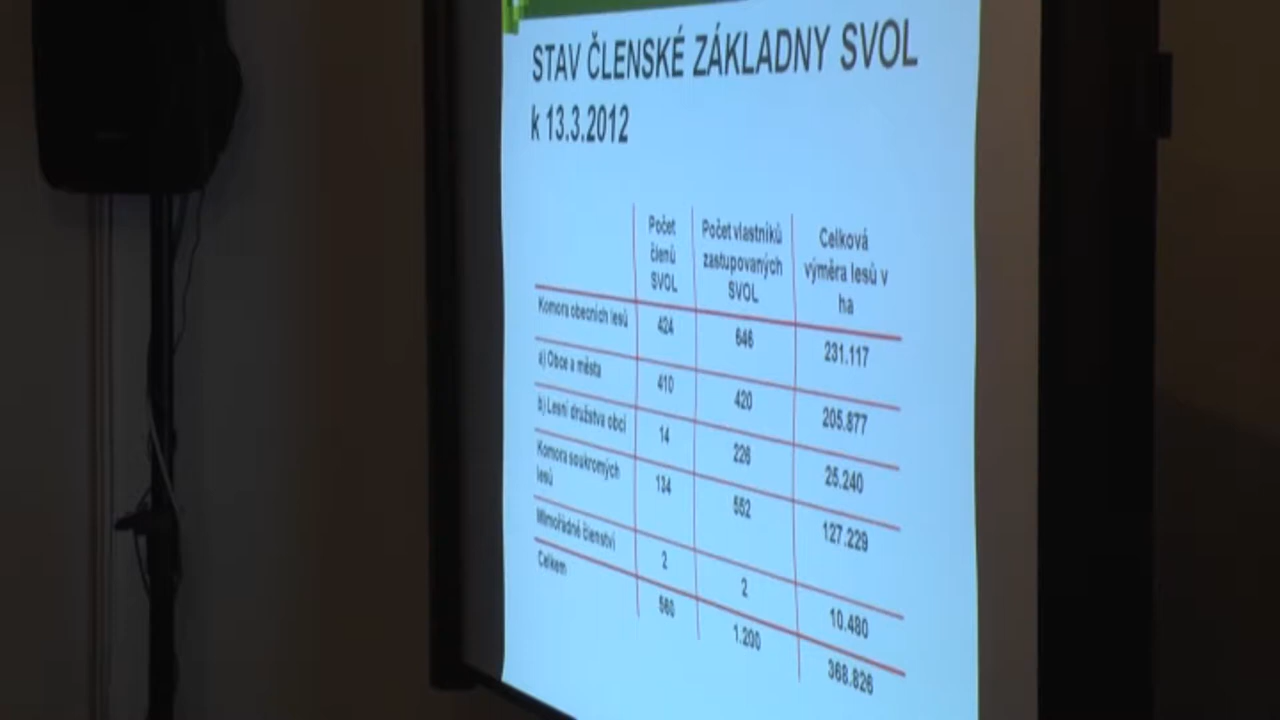 STAV ČLENSKÉ ZÁKLADNY SVOL
k 13.3.2012
Počet členů SVOL Počet vlastníků zastupovaných SVOL Celková výměra lesů v ha
Komora obecních lesů 424 646 231.117
a) Obce a města 410 420 205.877
b) Lesní družstva obcí 14 226 25.240
Komora soukromých lesů 134 552 127.229
Mimořádné členství 2 2 10.480
Celkem 560 1.200 368.826